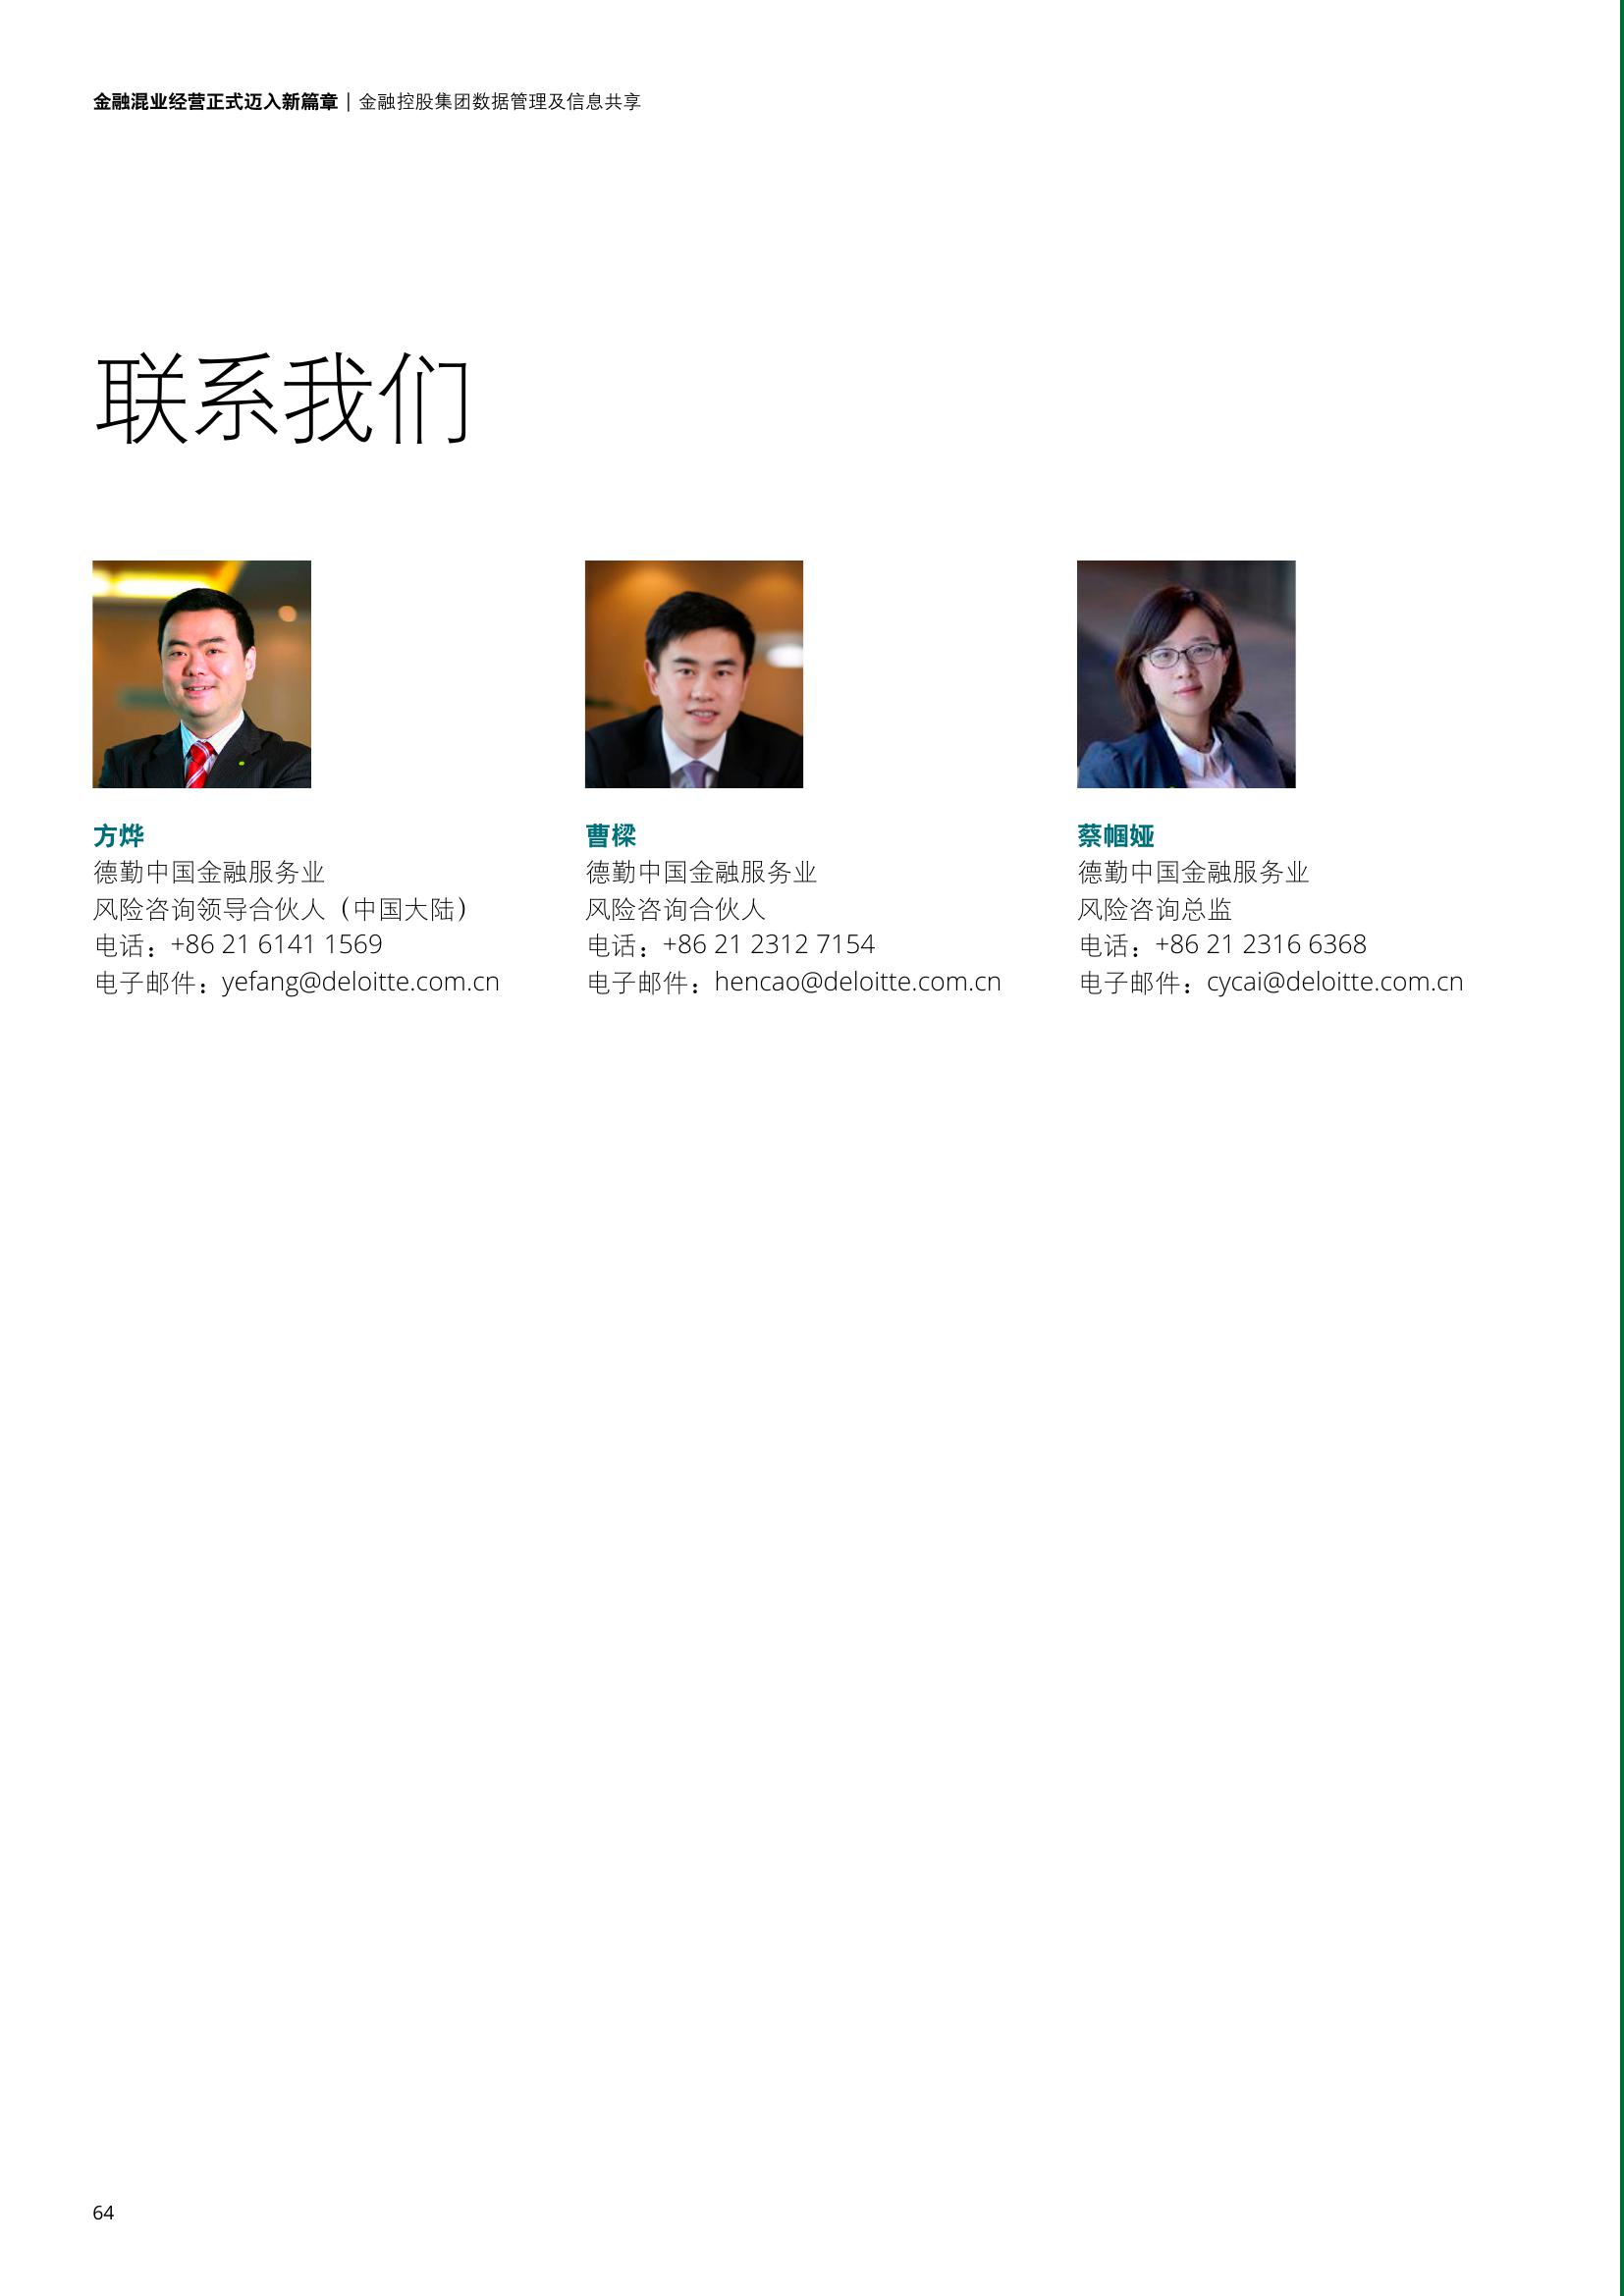 金融混业经营正式迈入新篇章 | 金融控股集团数据管理及信息共享
联系我们
方烨
德勤中国金融服务业
风险咨询领导合伙人（中国大陆）
电话：+86 21 6141 1569
电子邮件：yefang@deloitte.com.cn
曹樑
德勤中国金融服务业
风险咨询合伙人
电话：+86 21 2312 7154
电子邮件：hencao@deloitte.com.cn
蔡帼娅
德勤中国金融服务业
风险咨询总监
电话：+86 21 2316 6368
电子邮件：cycai@deloitte.com.cn
64